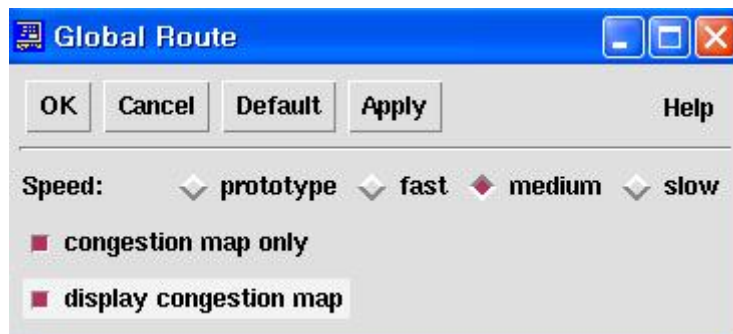 Global Route
OK Cancel Default Apply Help
Speed: prototype fast medium slow
congestion map only
display congestion map